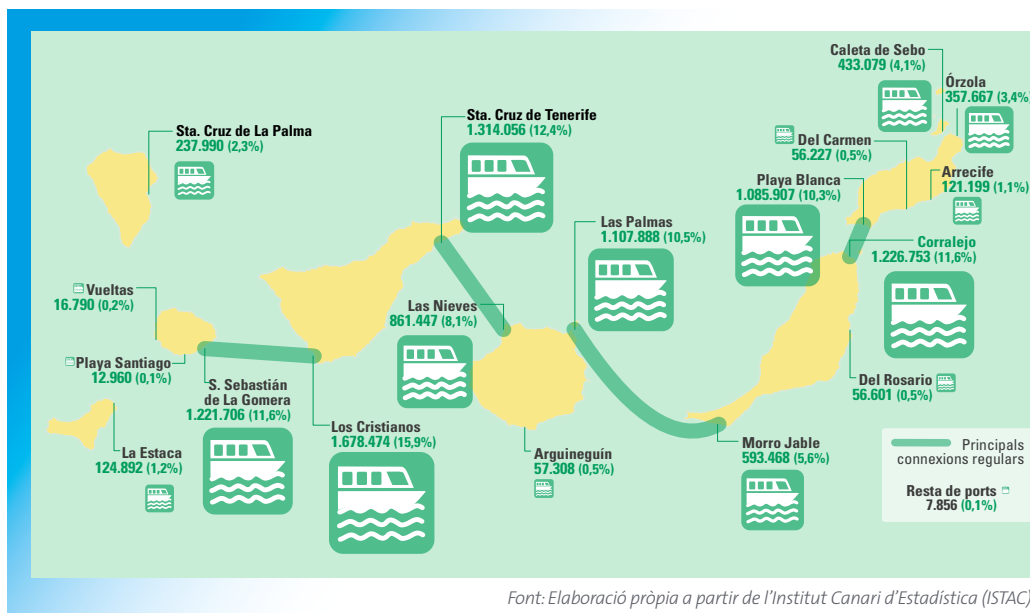 Caleta de Sebo
433.079 (4,1%)
Órzola
357.667 (3,4%)
Sta. Cruz de Tenerife
1.314.056 (12,4%)
Sta. Cruz de La Palma
237.990 (2,3%)
Del Carmen
56.227 (0,5%)
Arrecife
121.199 (1,1%)
Playa Blanca
1.085.907 (10,3%)
Las Palmas
1.107.888 (10,5%)
Corralejo
1.226.753 (11,6%)
Vueltas
16.790 (0,2%)
Las Nieves
861.447 (8,1%)
Playa Santiago
12.960 (0,1%)
S. Sebastián
de La Gomera
1.221.706 (11,6%)
Del Rosario
56.601 (0,5%)
Los Cristianos
1.678.474 (15,9%)
La Estaca
124.892 (1,2%)
Arguineguín
57.308 (0,5%)
Morro Jable
593.468 (5,6%)
Principals
connexions regulars
Resta de ports
7.856 (0,1%)
Font: Elaboració pròpia a partir de l'Institut Canari d'Estadística (ISTAC)